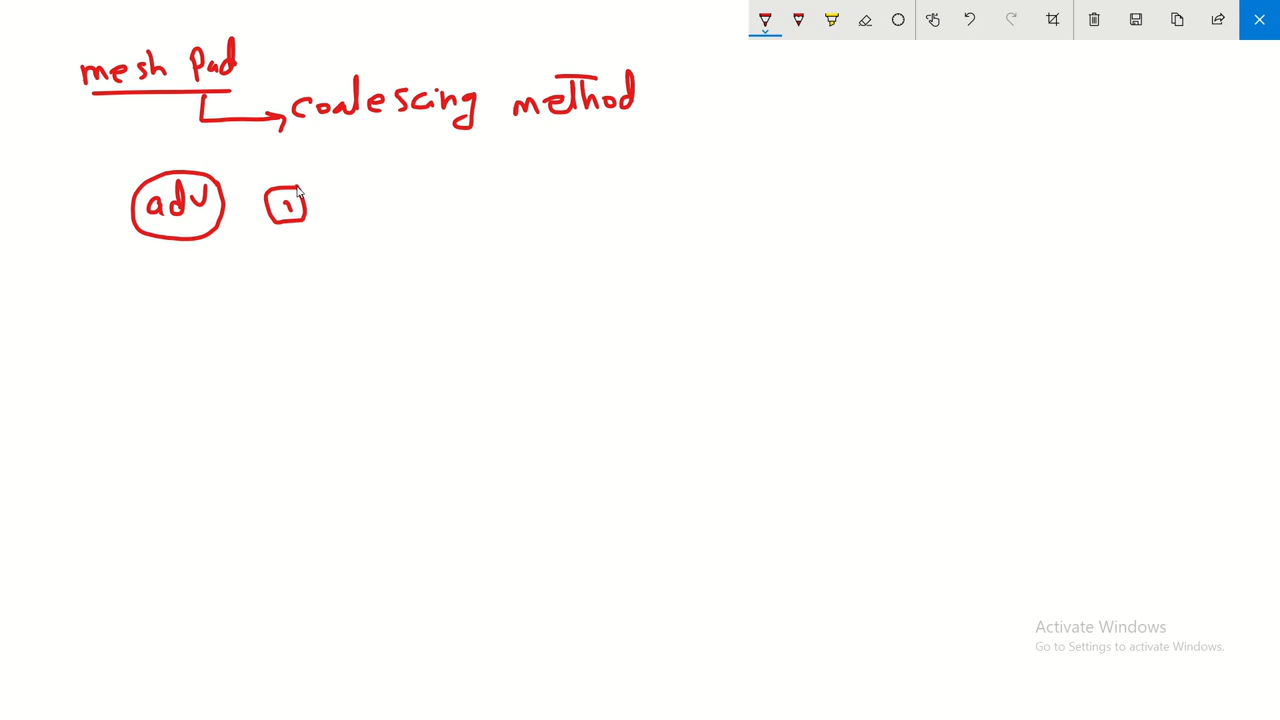 mesh Pad
coalescing method
adv 1
Activate Windows
Go to Settings to activate Windows.